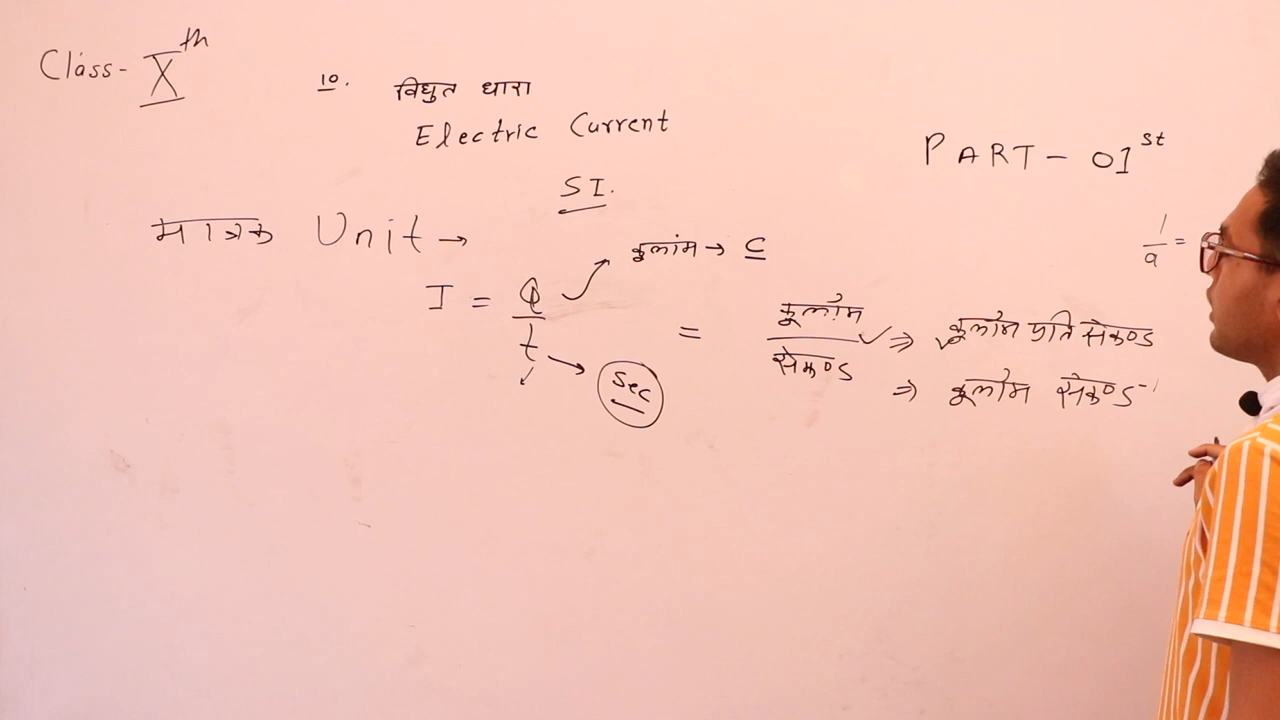 Class- Xth
10. विधुत धारा
Electric Current
PART - 01st
SI.
मात्रक Unit →
कूलांम → C
I = Q/t
Sec
= कूलॉम/सेकण्ड ⇒ कूलॉम प्रति सेकण्ड
⇒ कूलॉम सेकण्ड⁻¹
1/a =